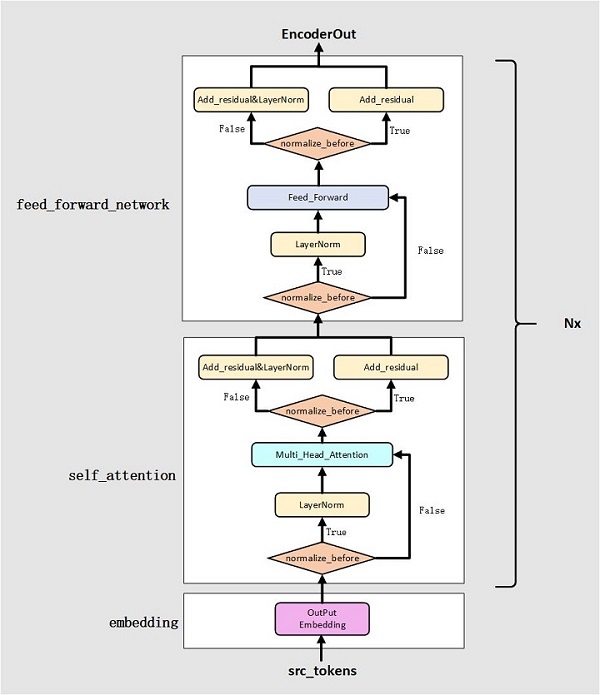 EncoderOut
Add_residual&LayerNorm
Add_residual
False
True
normalize_before
feed_forward_network
Feed_Forward
LayerNorm
True
False
normalize_before
Nx
Add_residual&LayerNorm
Add_residual
False
True
normalize_before
Multi_Head_Attention
self_attention
LayerNorm
False
True
normalize_before
embedding
OutPut
Embedding
src_tokens